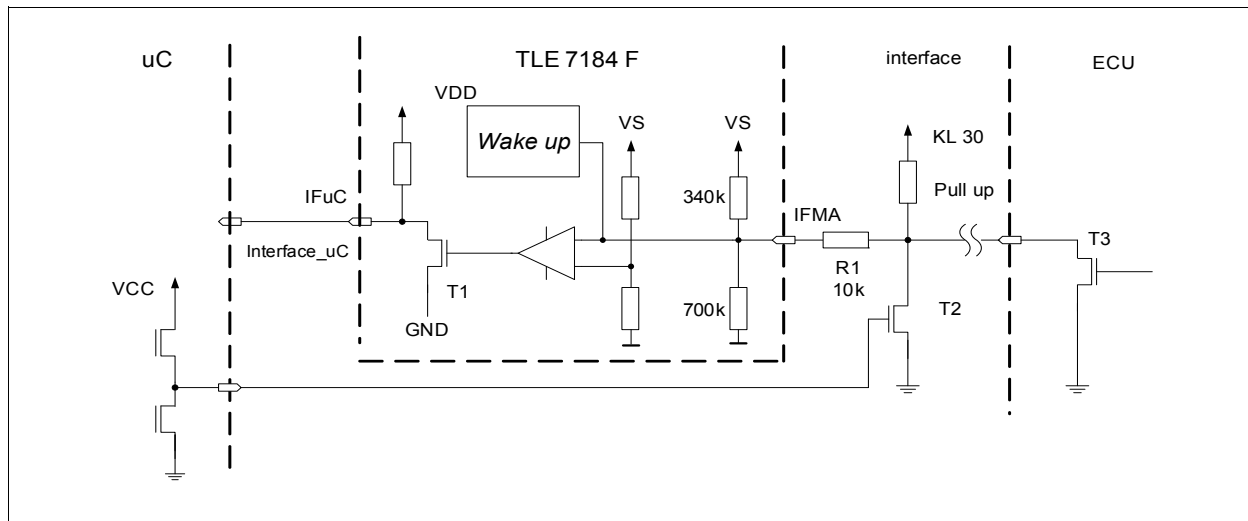 uC
TLE 7184 F
interface
ECU
VDD
Wake up
VS
VS
KL 30
Pull up
340k
IFuC
IFMA
Interface_uC
R1
10k
T3
VCC
T1
700k
T2
GND